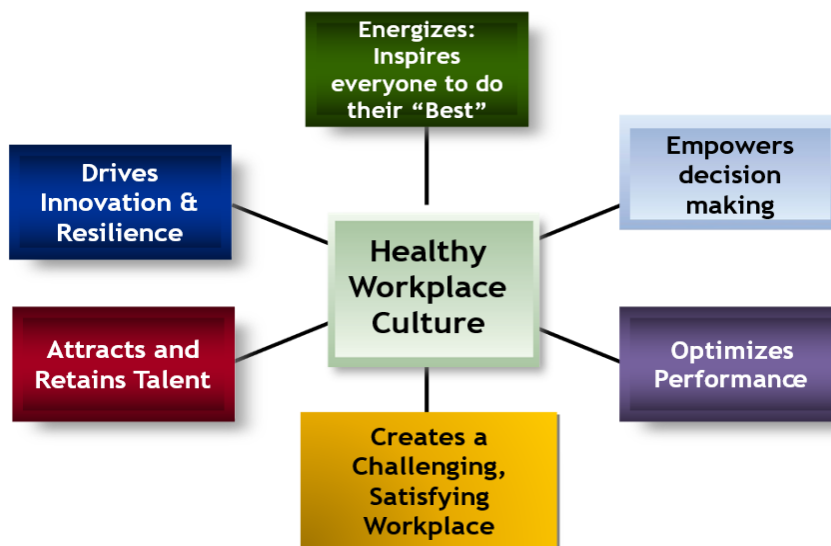 Energizes:
Inspires
everyone to do
their “Best”
Empowers
decision
making
Drives
Innovation &
Resilience
Healthy
Workplace
Culture
Attracts and
Retains Talent
Optimizes
Performance
Creates a
Challenging,
Satisfying
Workplace